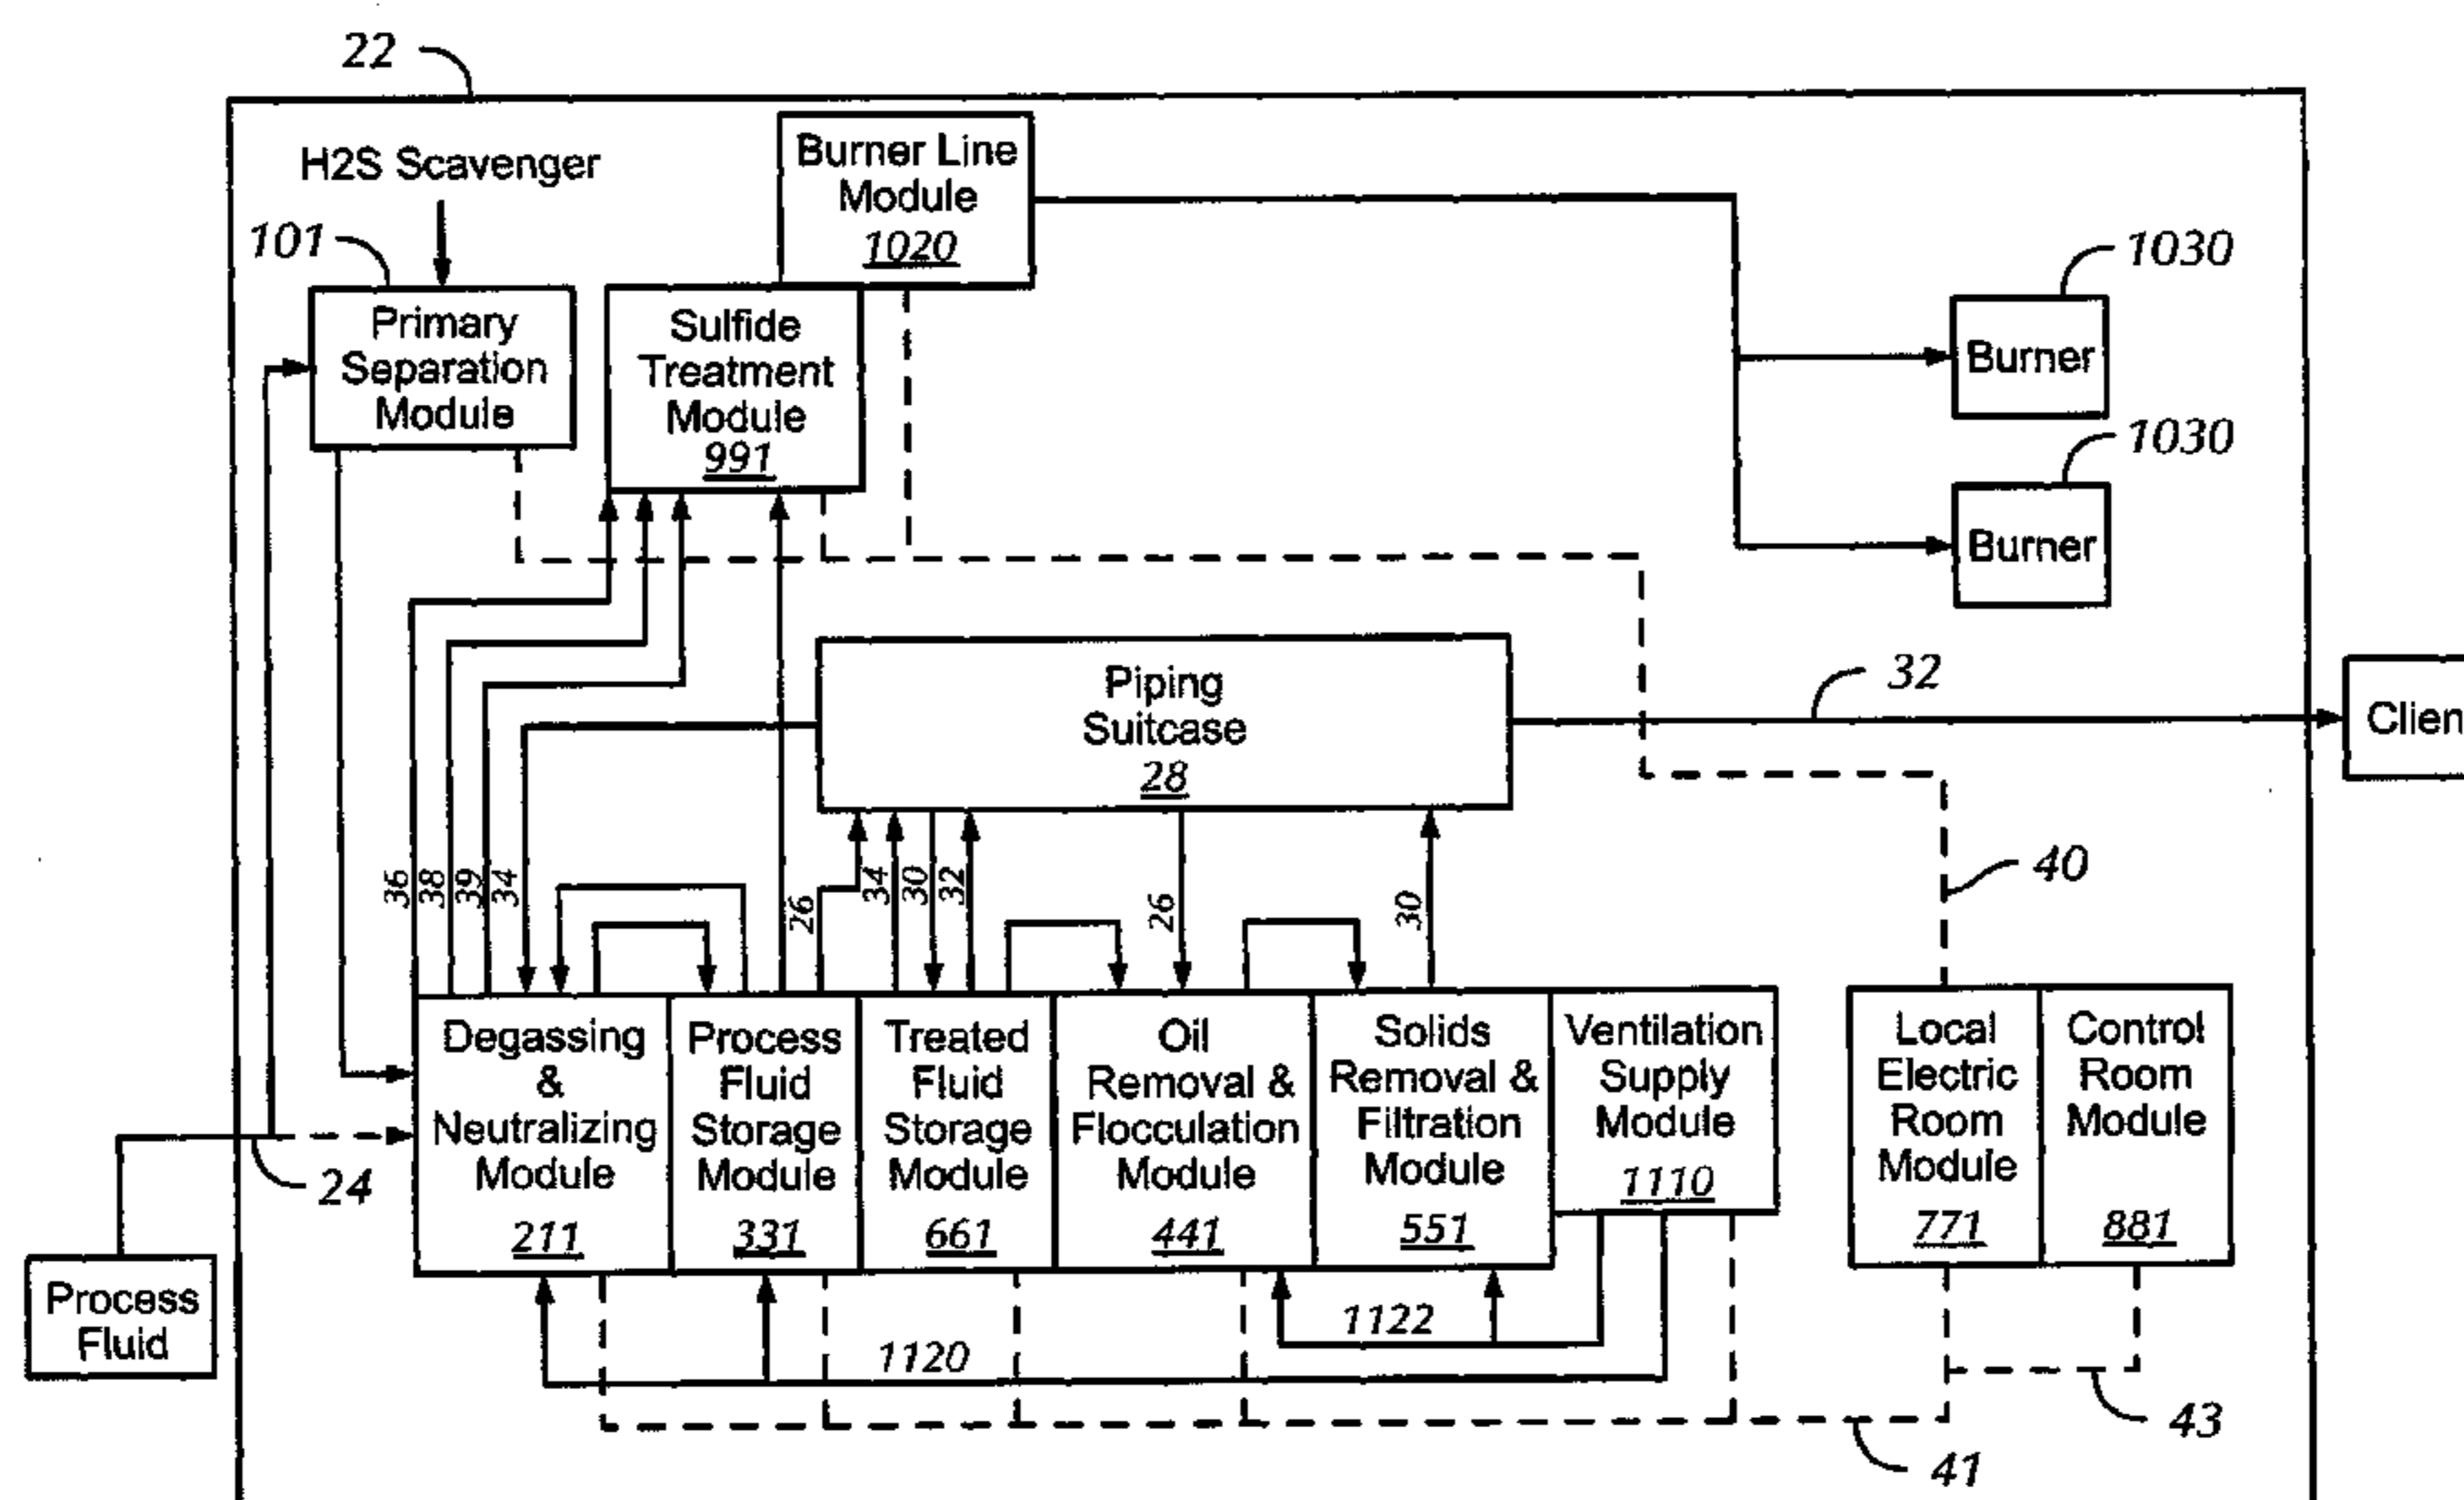 22
H2S Scavenger
101
Primary
Separation
Module
Burner Line
Module
1020
Sulfide
Treatment
Module
991
1030
Burner
1030
Burner
Piping
Suitcase
28
32
Clien
36
38
39
34
26
34
30
32
26
30
40
Degassing
&
Neutralizing
Module
211
Process
Fluid
Storage
Module
331
Treated
Fluid
Storage
Module
661
Oil
Removal &
Flocculation
Module
441
Solids
Removal &
Filtration
Module
551
Ventilation
Supply
Module
1110
Local
Electric
Room
Module
771
Control
Room
Module
881
24
Process
Fluid
1122
1120
43
41